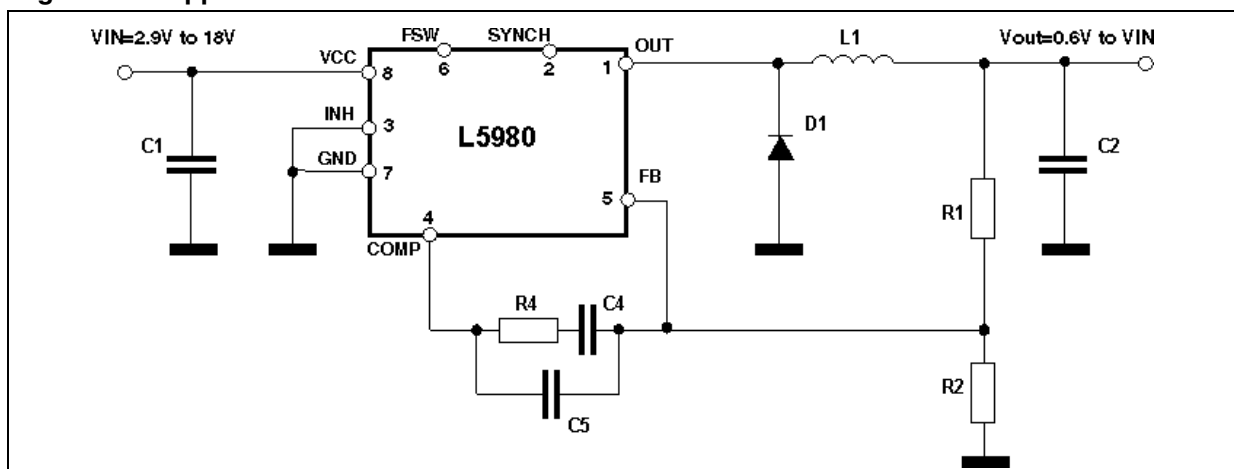 VIN=2.9V to 18V
FSW
SYNCH
OUT
L1
Vout=0.6V to VIN
VCC
8
6
2
1
INH
3
D1
C1
L5980
C2
GND
7
FB
5
R1
4
COMP
R4
C4
R2
C5